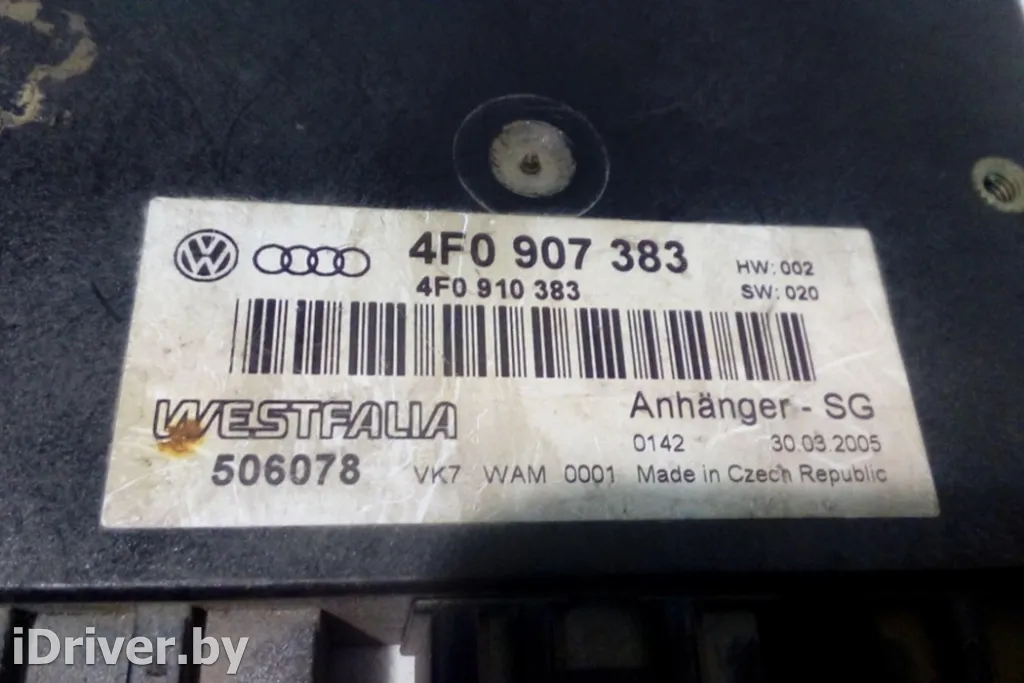 4F0 907 383 HW: 002
4F0 910 383 SW: 020
WESTFALIA Anhänger - SG
0142 30.03.2005
506078 VK7 WAM 0001 Made in Czech Republic
iDriver.by